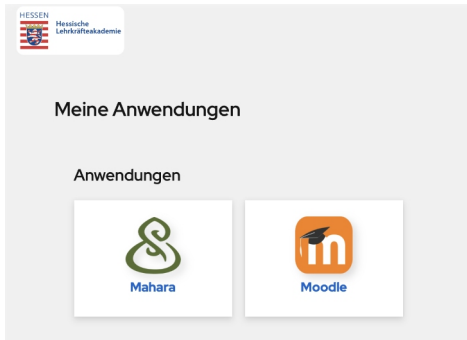 HESSEN
Hessische
Lehrkräfteakademie
Meine Anwendungen
Anwendungen
m
Mahara
Moodle